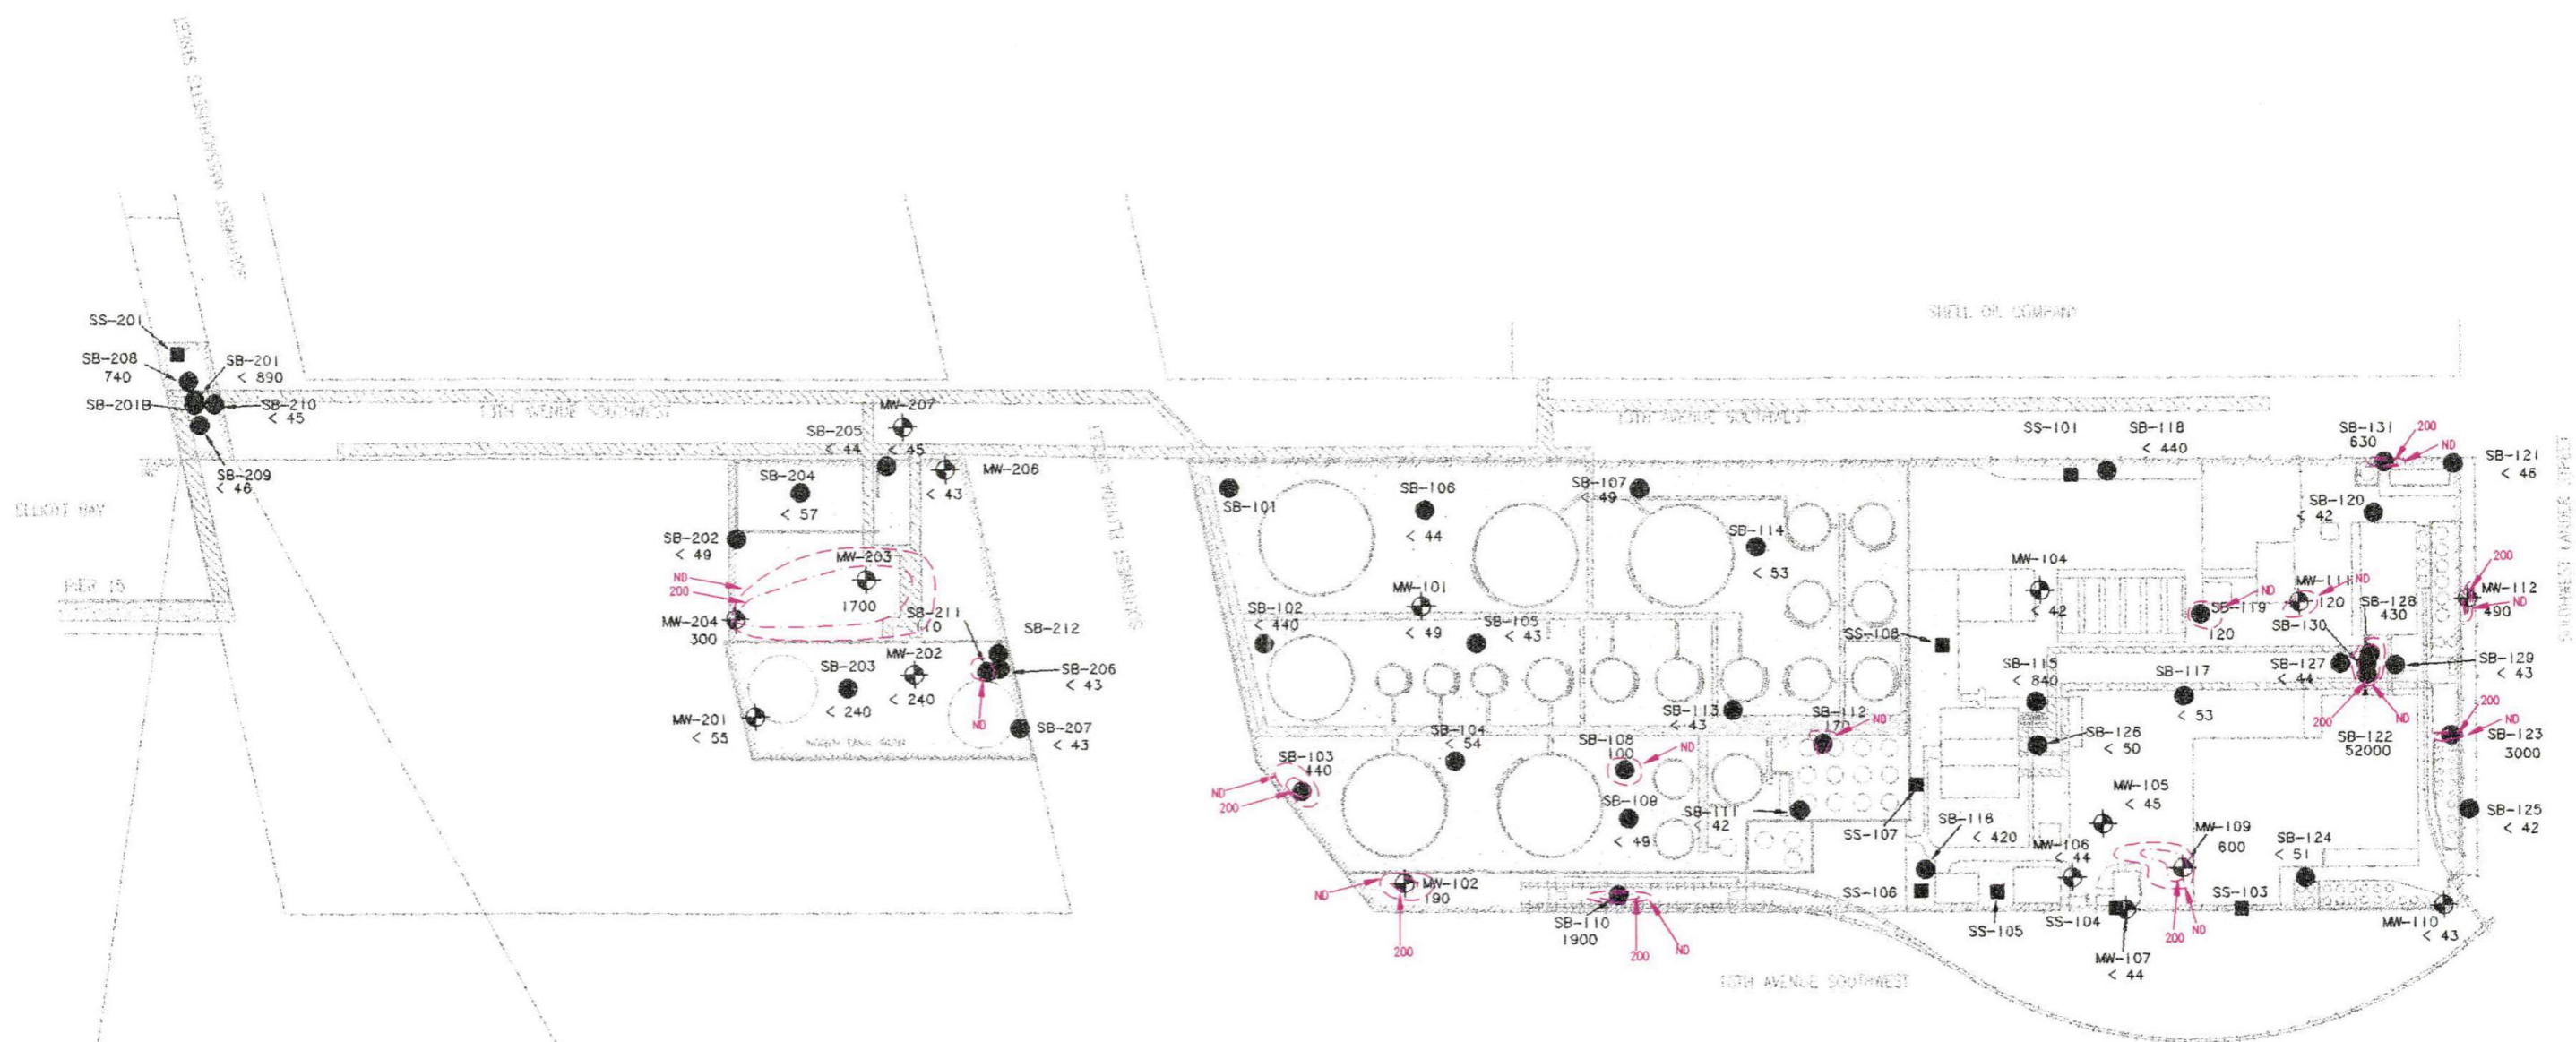 SHELL OIL COMPANY
SS-201
SB-208
740
SB-201
< 890
SB-201B
SB-210
< 45
SB-209
< 46
13TH AVENUE SOUTHWEST
ELLIOT BAY
PIER 15
MW-207
< 45
SB-205
< 44
MW-206
< 43
SB-204
< 57
SB-202
< 49
ND
200
MW-203
1700
MW-204
300
SB-211
110
SB-212
SB-206
< 43
MW-202
< 240
SB-203
< 240
ND
MW-201
< 55
SB-207
< 43
SOUTHWEST FLORIDA
13TH AVENUE SOUTHWEST
SB-101
SB-106
< 44
SB-107
< 49
SB-114
< 53
MW-101
< 49
SB-102
< 440
SB-105
< 43
SB-113
< 43
SB-112
170
ND
SB-104
< 54
SB-108
100
ND
SB-103
440
ND
200
SB-109
< 49
SB-111
< 42
MW-102
190
ND
200
SB-110
1900
200
ND
SS-101
SB-118
< 440
SB-131
630
200
ND
SB-121
< 46
SB-120
< 42
MW-104
< 42
SB-119
120
ND
MW-111
120
ND
200
MW-112
490
ND
SB-128
430
SB-130
SB-127
< 44
SB-129
< 43
SS-108
SB-115
< 840
SB-117
< 53
200
ND
SB-122
52000
200
ND
SB-123
3000
SB-126
< 50
MW-105
< 45
SS-107
SB-116
< 420
MW-106
< 44
MW-109
600
SB-124
< 51
SB-125
< 42
SS-106
SS-105
SS-104
MW-107
< 44
200
ND
SS-103
MW-110
< 43
16TH AVENUE SOUTHWEST